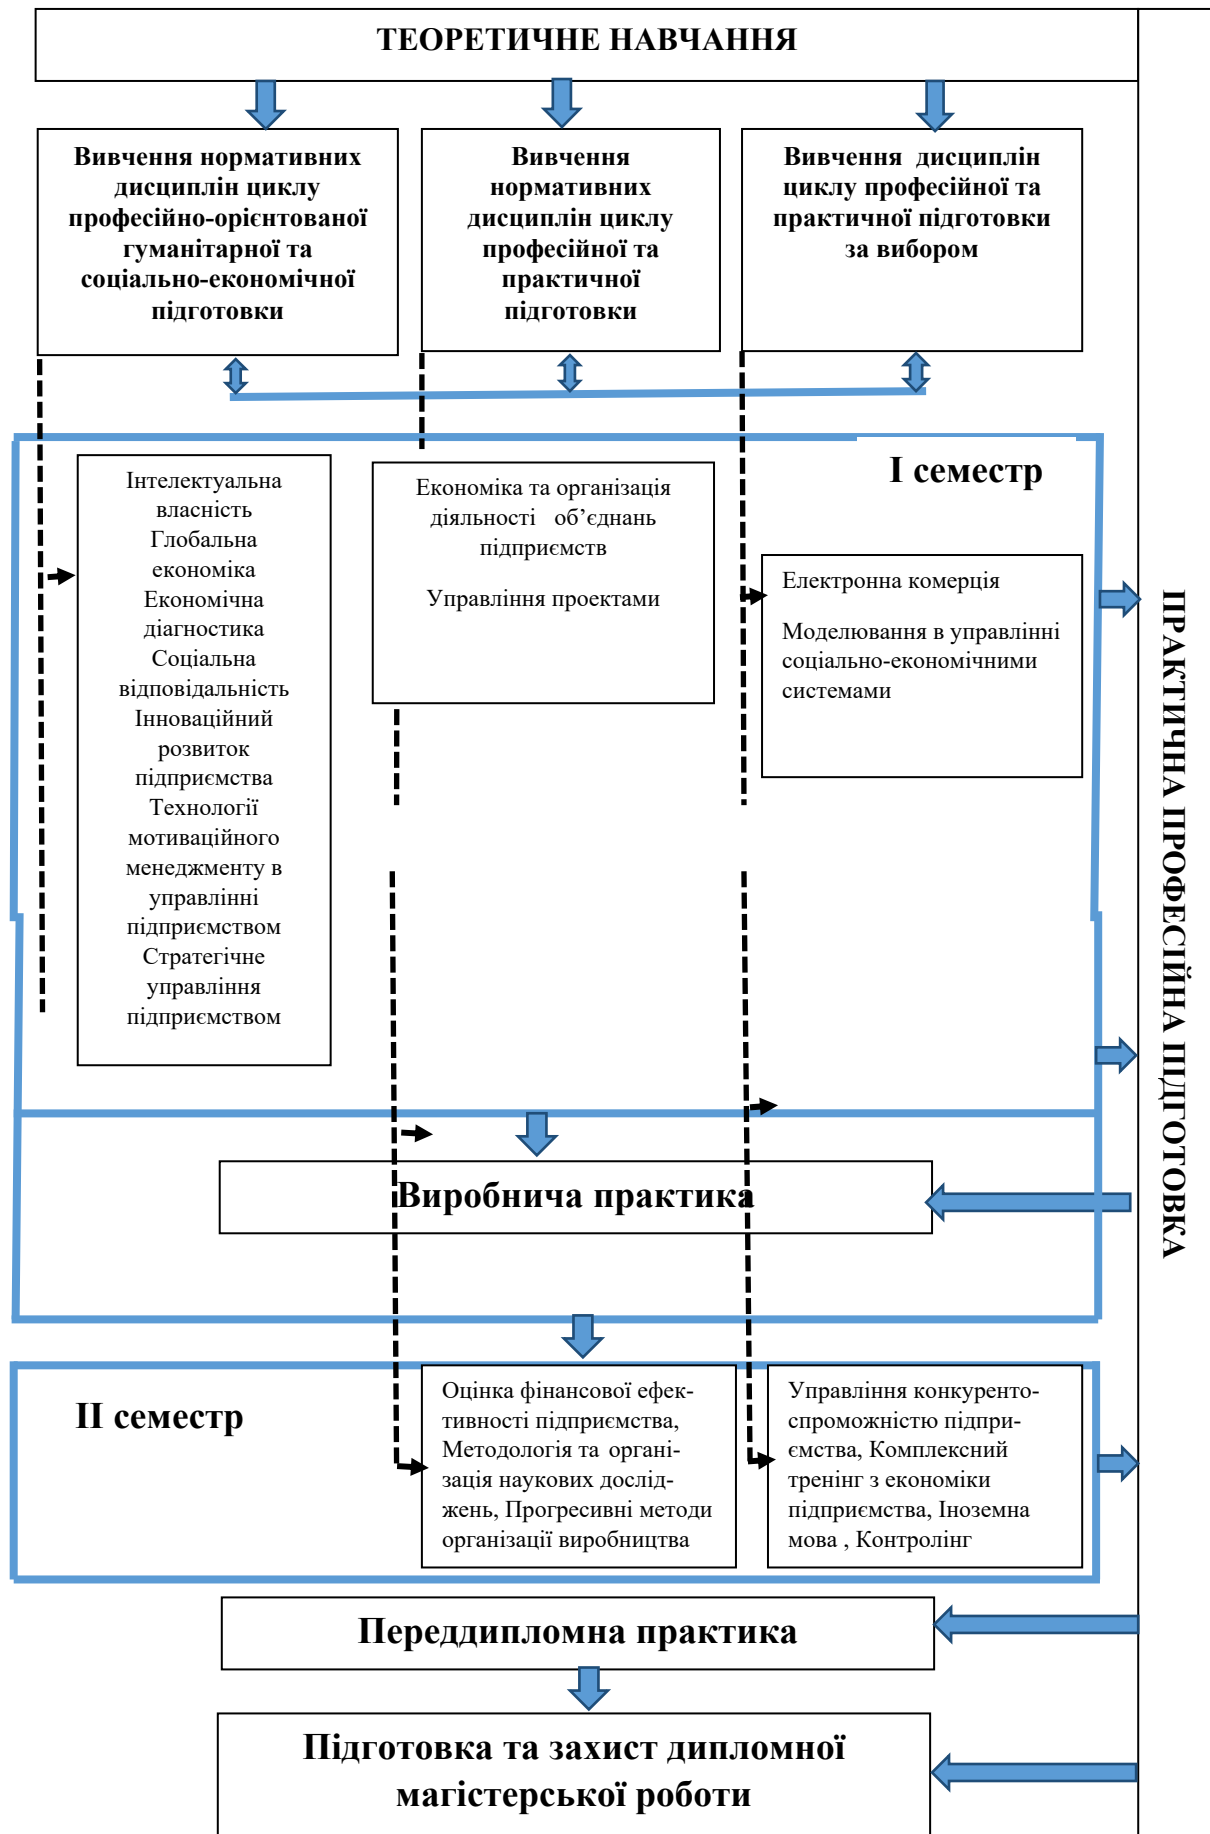 ТЕОРЕТИЧНЕ НАВЧАННЯ
Вивчення нормативних
дисциплін циклу
професійно-орієнтованої
гуманітарної та
соціально-економічної
підготовки
Вивчення
нормативних
дисциплін циклу
професійної та
практичної
підготовки
Вивчення дисциплін
циклу професійної та
практичної підготовки
за вибором
І семестр
Інтелектуальна
власність
Глобальна
економіка
Економічна
діагностика
Соціальна
відповідальність
Інноваційний
розвиток
підприємства
Технології
мотиваційного
менеджменту в
управлінні
підприємством
Стратегічне
управління
підприємством
Економіка та організація
діяльності об’єднань
підприємств
Управління проектами
Електронна комерція
Моделювання в управлінні
соціально-економічними
системами
ПРАКТИЧНА ПРОФЕСІЙНА ПІДГОТОВКА
Виробнича практика
ІІ семестр
Оцінка фінансової ефек-
тивності підприємства,
Методологія та органі-
зація наукових дослід-
жень, Прогресивні методи
організації виробництва
Управління конкуренто-
спроможністю підпри-
ємства, Комплексний
тренінг з економіки
підприємства, Іноземна
мова , Контролінг
Переддипломна практика
Підготовка та захист дипломної
магістерської роботи